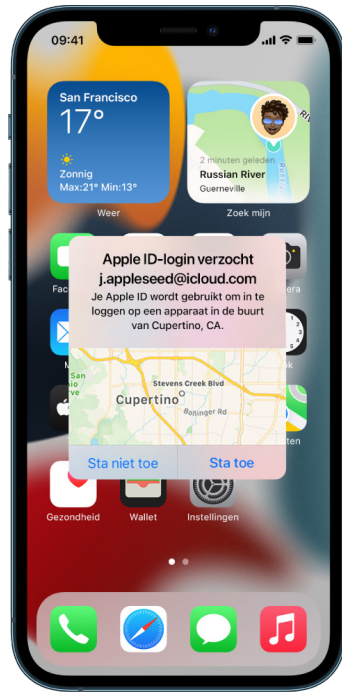 09:41
San Francisco
17°
Zonnig
Max:21° Min:13°
Weer
2 minuten geleden
Russian River
Guerneville
Zoek mijn
Apple ID-login verzocht
j.appleseed@icloud.com
Je Apple ID wordt gebruikt om in te
loggen op een apparaat in de buurt
van Cupertino, CA.
Stevens Creek Blvd
Cupertino
Bollinger Rd
Sta niet toe
Sta toe
Gezondheid
Wallet
Instellingen